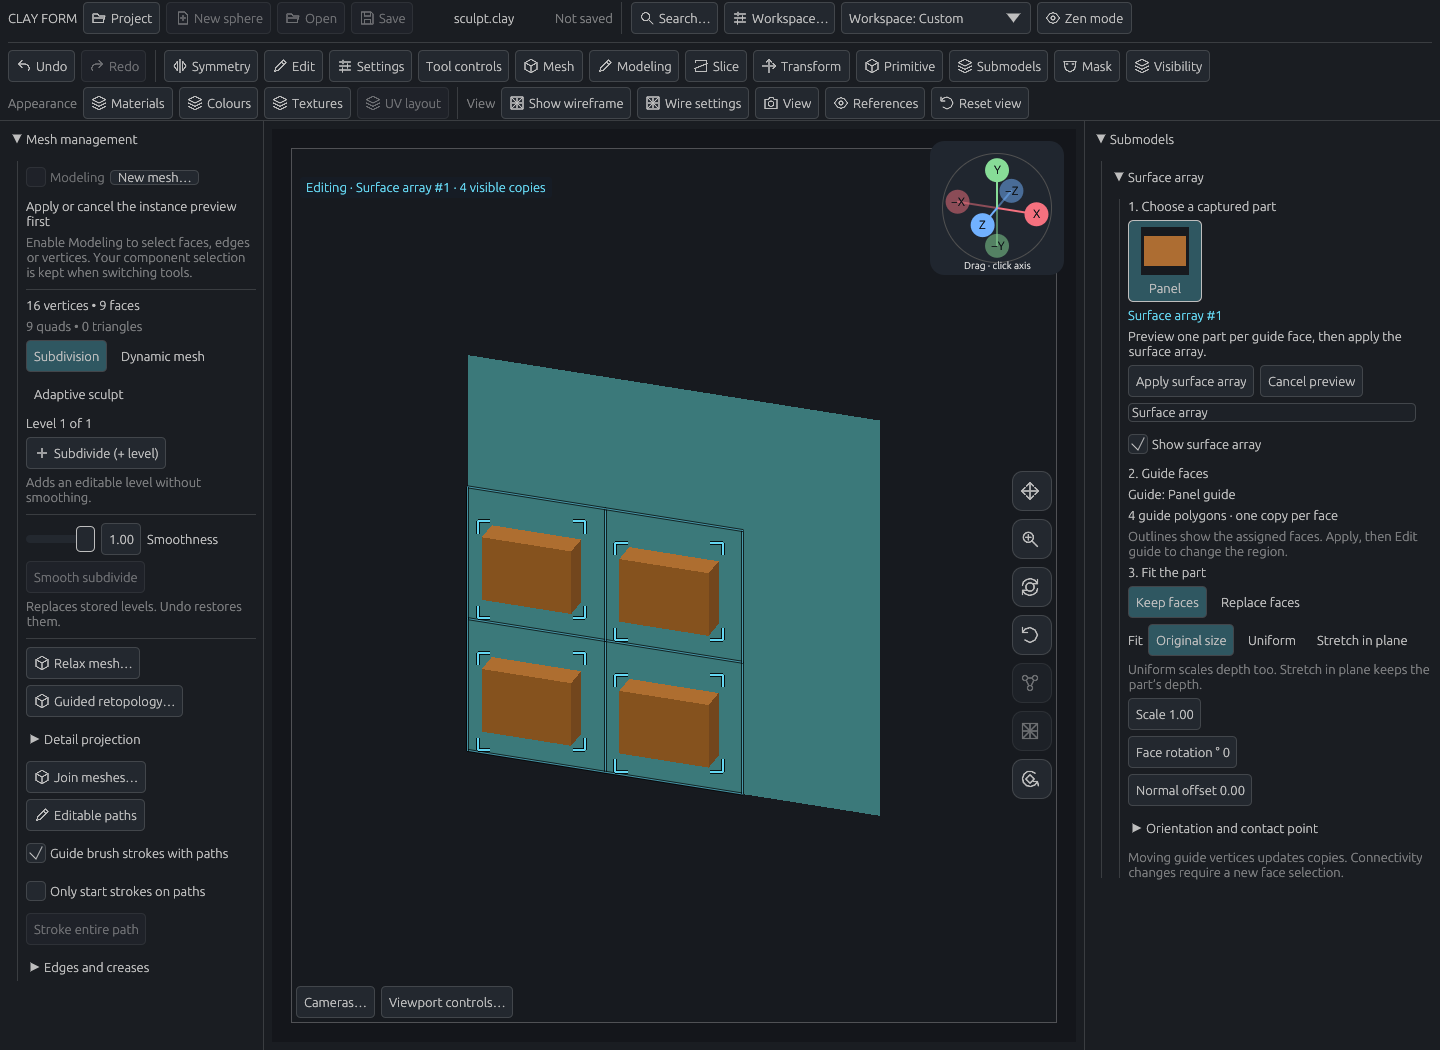 CLAY FORM Project New sphere Open Save sculpt.clay Not saved Search... Workspace... Workspace: Custom Zen mode
Undo Redo Symmetry Edit Settings Tool controls Mesh Modeling Slice Transform Primitive Submodels Mask Visibility
Appearance Materials Colours Textures UV layout View Show wireframe Wire settings View References Reset view
Mesh management
Modeling New mesh...
Apply or cancel the instance preview
first
Enable Modeling to select faces, edges
or vertices. Your component selection
is kept when switching tools.
16 vertices • 9 faces
9 quads • 0 triangles
Subdivision Dynamic mesh
Adaptive sculpt
Level 1 of 1
Subdivide (+ level)
Adds an editable level without
smoothing.
1.00 Smoothness
Smooth subdivide
Replaces stored levels. Undo restores
them.
Relax mesh...
Guided retopology...
Detail projection
Join meshes...
Editable paths
Guide brush strokes with paths
Only start strokes on paths
Stroke entire path
Edges and creases
Editing · Surface array #1 · 4 visible copies
Y
−Z
−X
X
Z
−Y
Drag · click axis
Cameras... Viewport controls...
Submodels
Surface array
1. Choose a captured part
Panel
Surface array #1
Preview one part per guide face, then apply the
surface array.
Apply surface array Cancel preview
Surface array
Show surface array
2. Guide faces
Guide: Panel guide
4 guide polygons · one copy per face
Outlines show the assigned faces. Apply, then Edit
guide to change the region.
3. Fit the part
Keep faces Replace faces
Fit Original size Uniform Stretch in plane
Uniform scales depth too. Stretch in plane keeps the
part's depth.
Scale 1.00
Face rotation ° 0
Normal offset 0.00
Orientation and contact point
Moving guide vertices updates copies. Connectivity
changes require a new face selection.